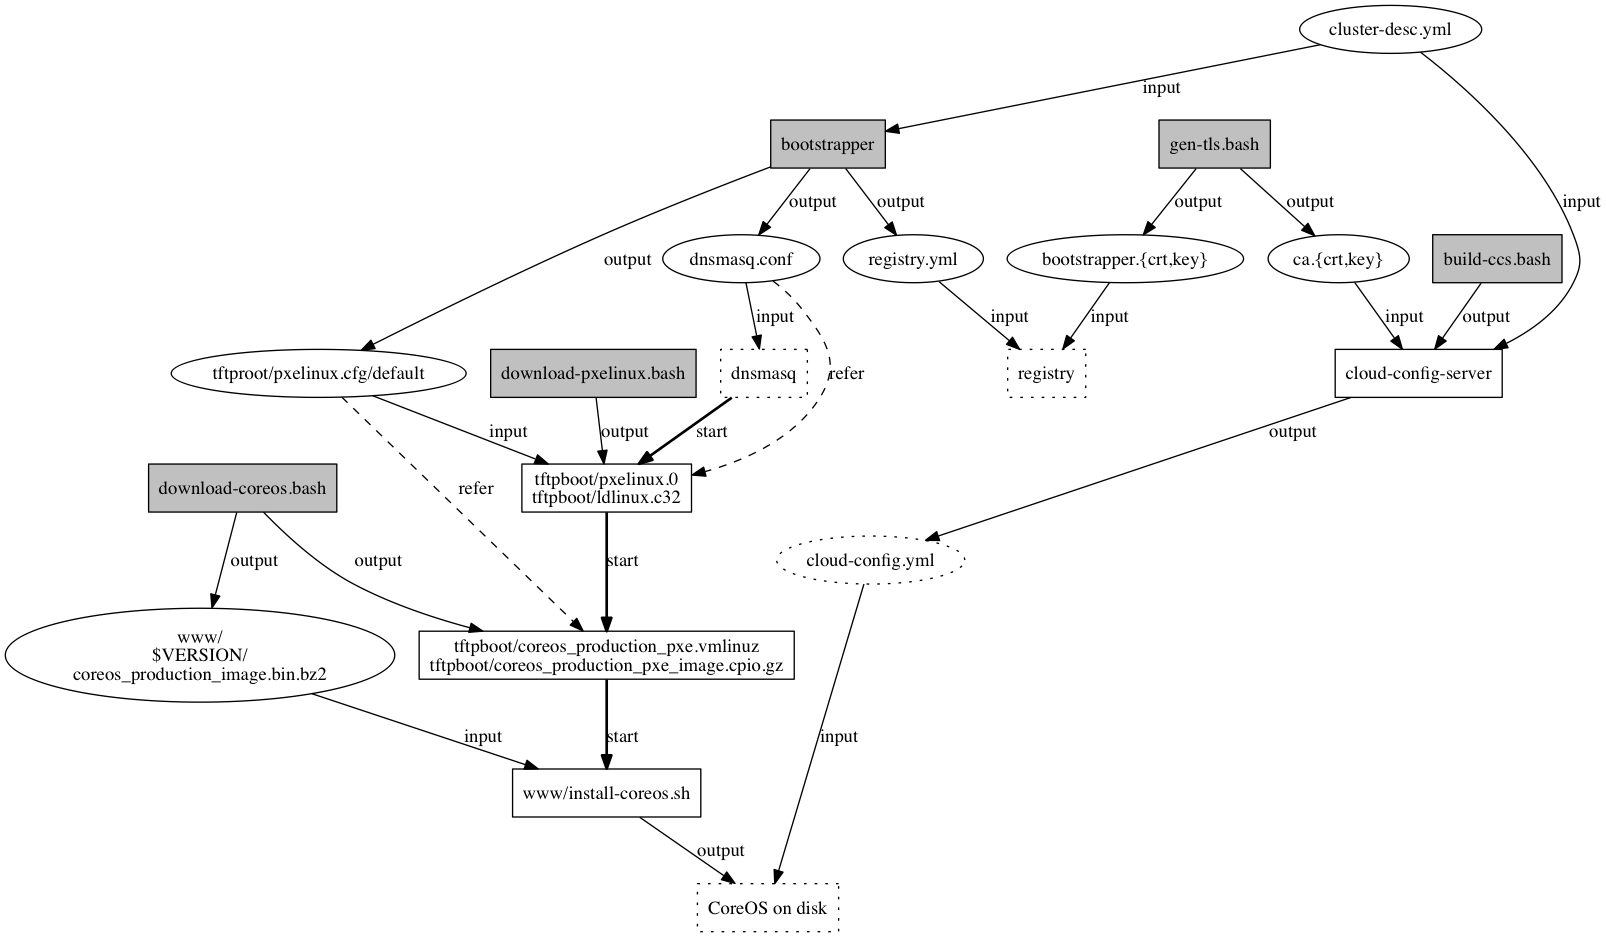 cluster-desc.yml
input
bootstrapper
gen-tls.bash
output
output
output
output
input
output
dnsmasq.conf
registry.yml
bootstrapper.{crt,key}
ca.{crt,key}
build-ccs.bash
input
input
input
input
output
tftproot/pxelinux.cfg/default
download-pxelinux.bash
dnsmasq
refer
registry
cloud-config-server
input
output
start
output
download-coreos.bash
refer
tftpboot/pxelinux.0
tftpboot/ldlinux.c32
output
output
start
cloud-config.yml
www/
$VERSION/
coreos_production_image.bin.bz2
tftpboot/coreos_production_pxe.vmlinuz
tftpboot/coreos_production_pxe_image.cpio.gz
input
start
input
www/install-coreos.sh
output
CoreOS on disk